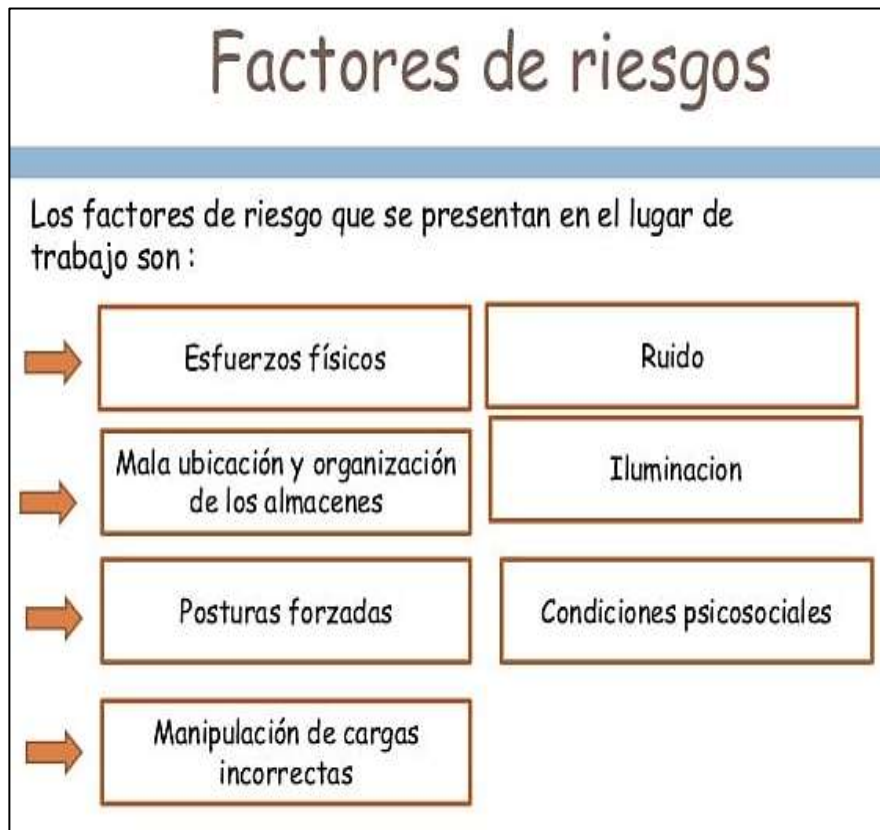 Factores de riesgos
Los factores de riesgo que se presentan en el lugar de
trabajo son :
Esfuerzos físicos
Ruido
Mala ubicación y organización
de los almacenes
Iluminacion
Posturas forzadas
Condiciones psicosociales
Manipulación de cargas
incorrectas